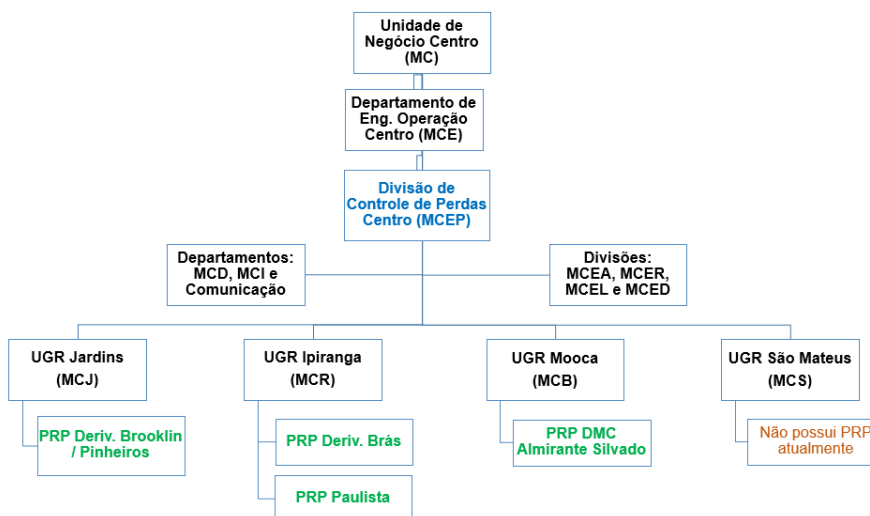 Unidade de
Negócio Centro
(MC)
Departamento de
Eng. Operação
Centro (MCE)
Divisão de
Controle de Perdas
Centro (MCEP)
Departamentos:
MCD, MCI e
Comunicação
Divisões:
MCEA, MCER,
MCEL e MCED
UGR Jardins
(MCJ)
UGR Ipiranga
(MCR)
UGR Mooca
(MCB)
UGR São Mateus
(MCS)
PRP Deriv. Brooklin
/ Pinheiros
PRP Deriv. Brás
PRP Paulista
PRP DMC
Almirante Silvado
Não possui PRP
atualmente